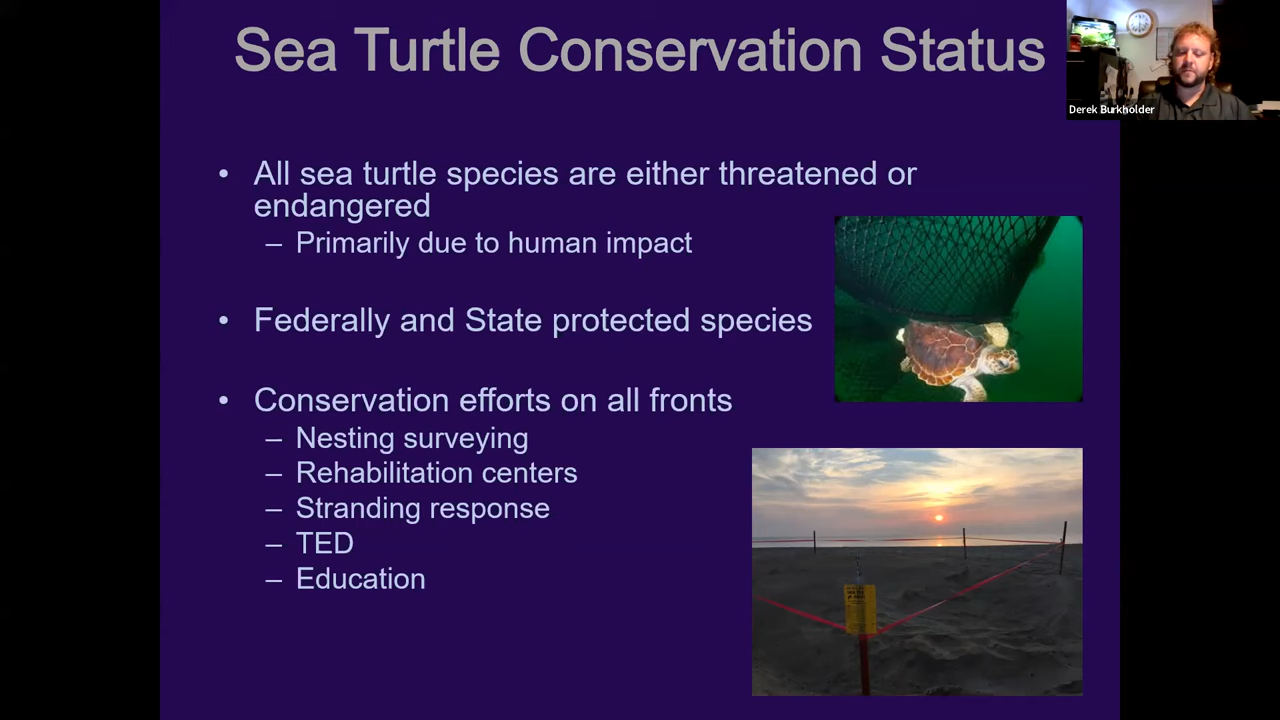 Sea Turtle Conservation Status
Derek Burkholder
• All sea turtle species are either threatened or
endangered
– Primarily due to human impact
• Federally and State protected species
• Conservation efforts on all fronts
– Nesting surveying
– Rehabilitation centers
– Stranding response
– TED
– Education